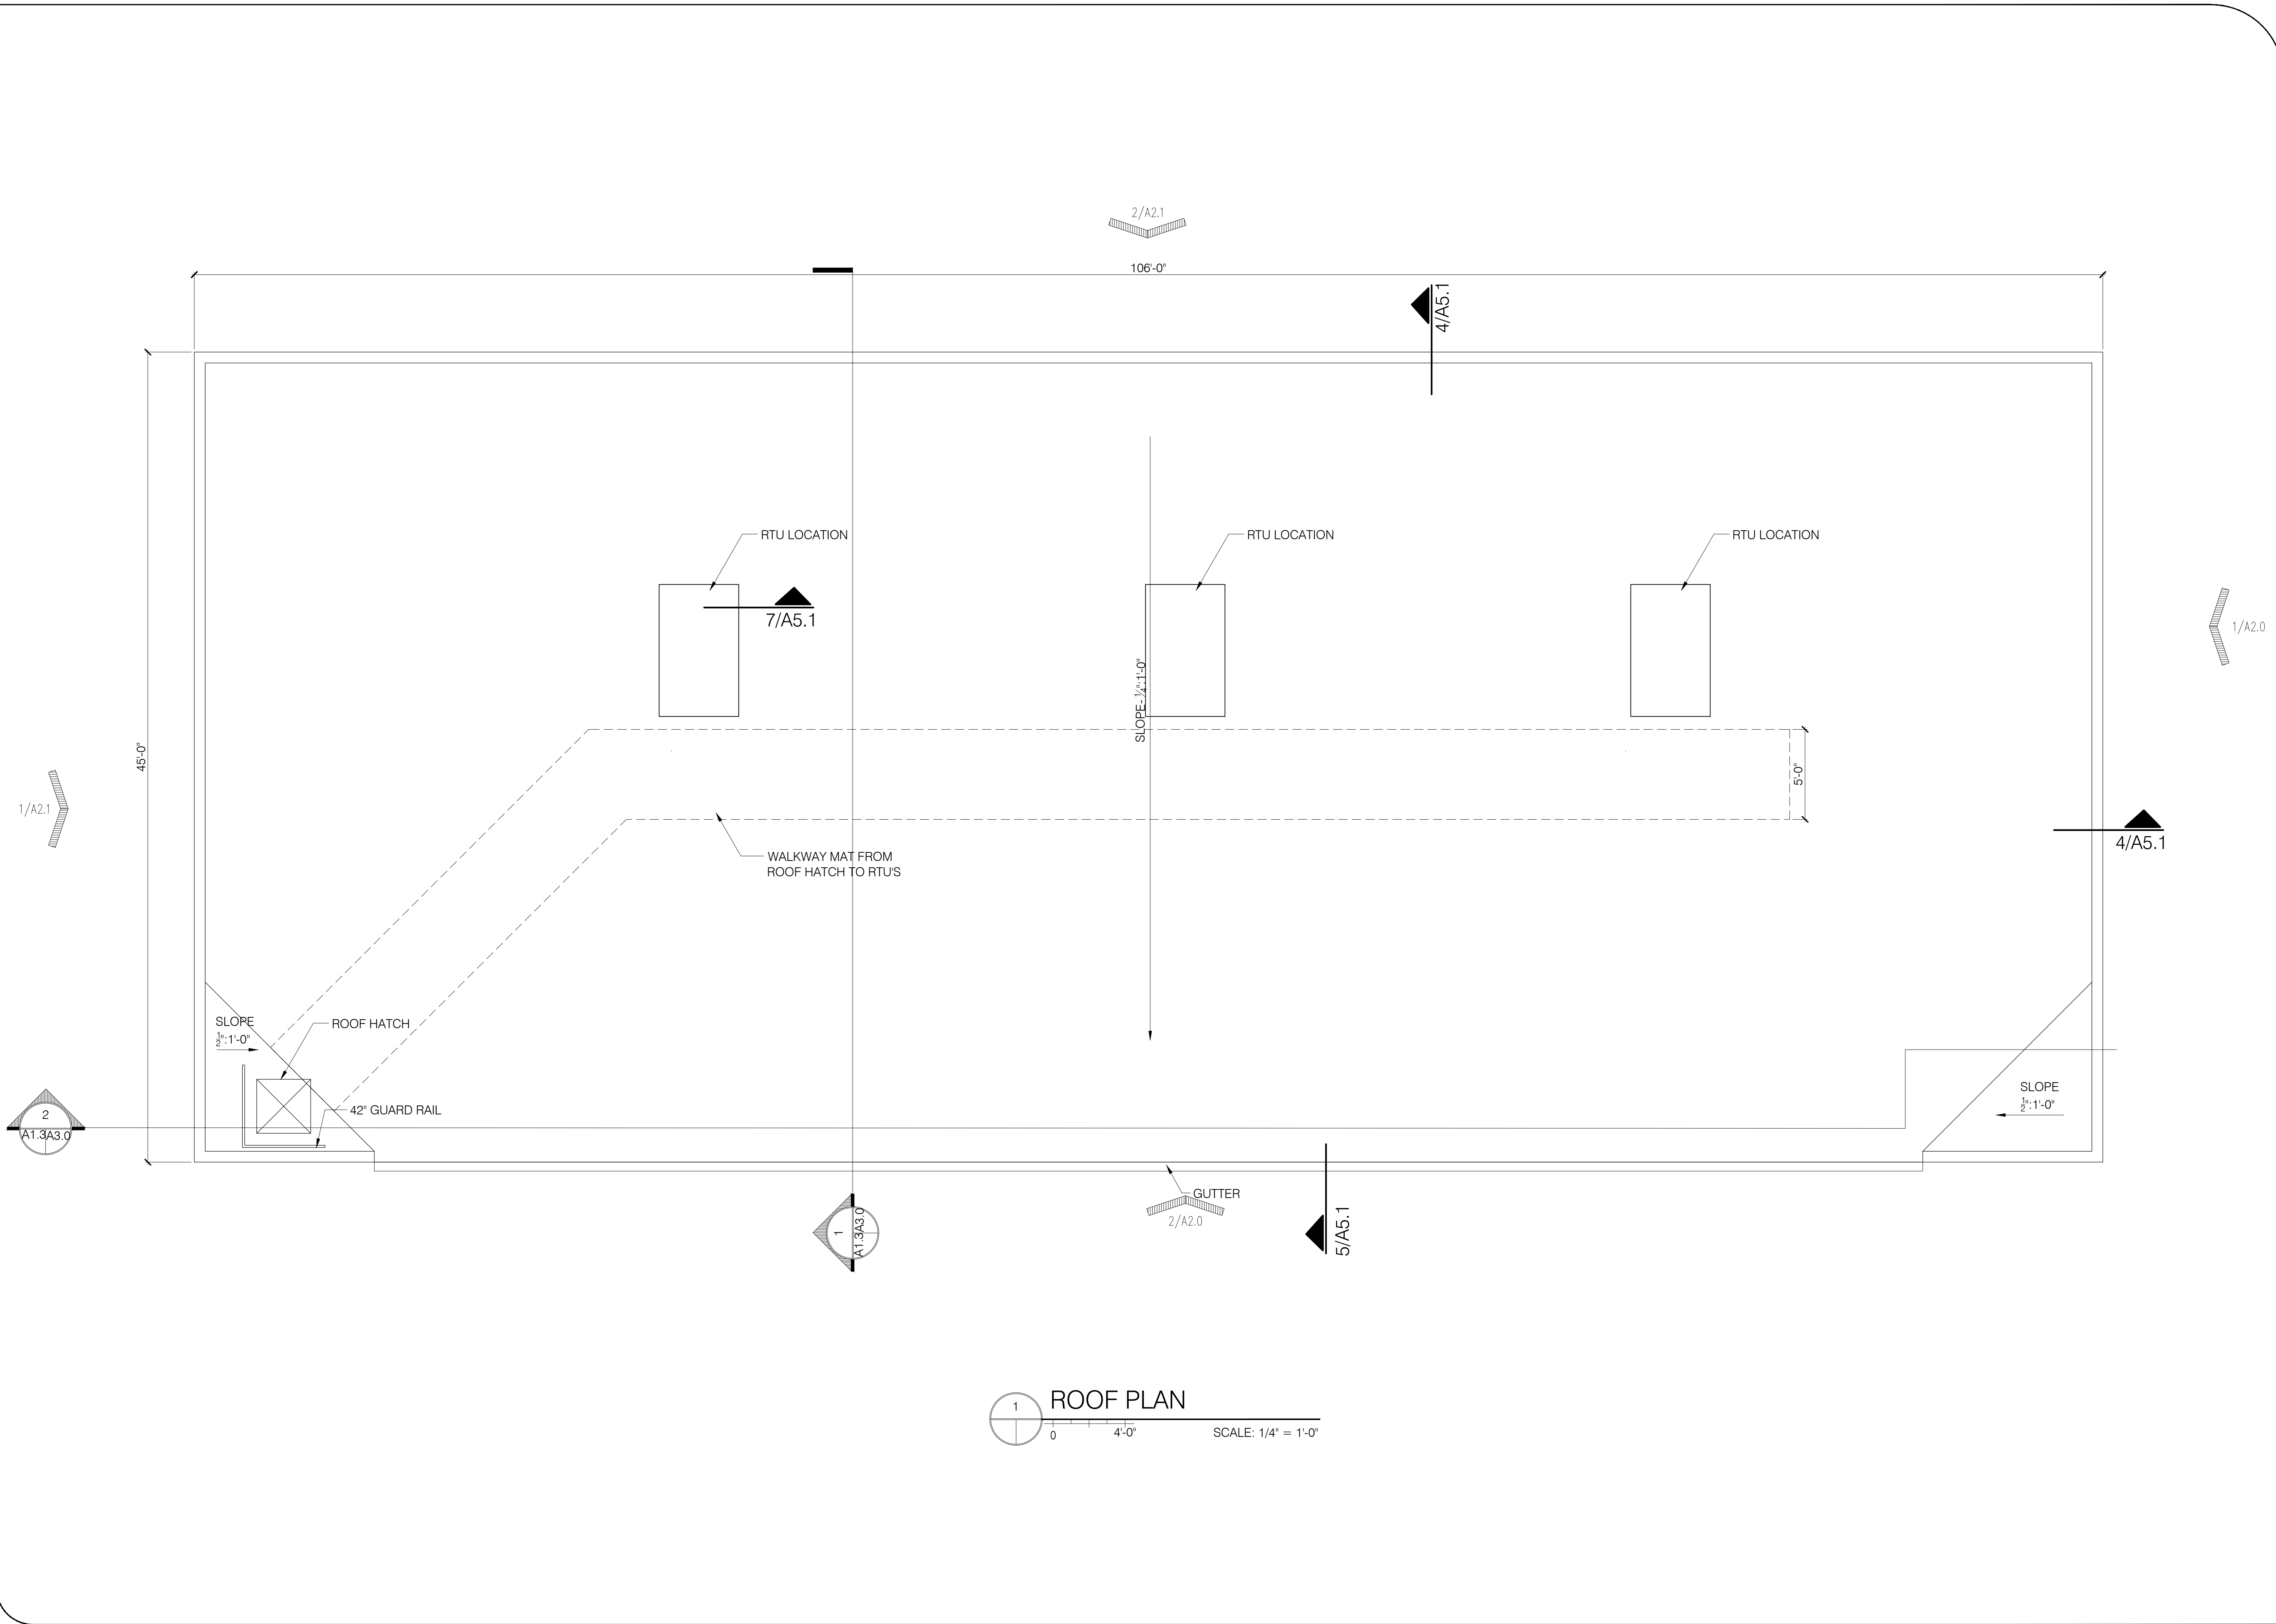 2/A2.1
106'-0"
4/A5.1
RTU LOCATION
RTU LOCATION
RTU LOCATION
7/A5.1
1/A2.0
SLOPE- 1/4":1'-0"
45'-0"
5'-0"
1/A2.1
4/A5.1
WALKWAY MAT FROM
ROOF HATCH TO RTU'S
SLOPE
1/2":1'-0"
ROOF HATCH
42" GUARD RAIL
SLOPE
1/2":1'-0"
2
A1.3 A3.0
GUTTER
2/A2.0
1
A1.3 A3.0
5/A5.1
1
ROOF PLAN
0
4'-0"
SCALE: 1/4" = 1'-0"